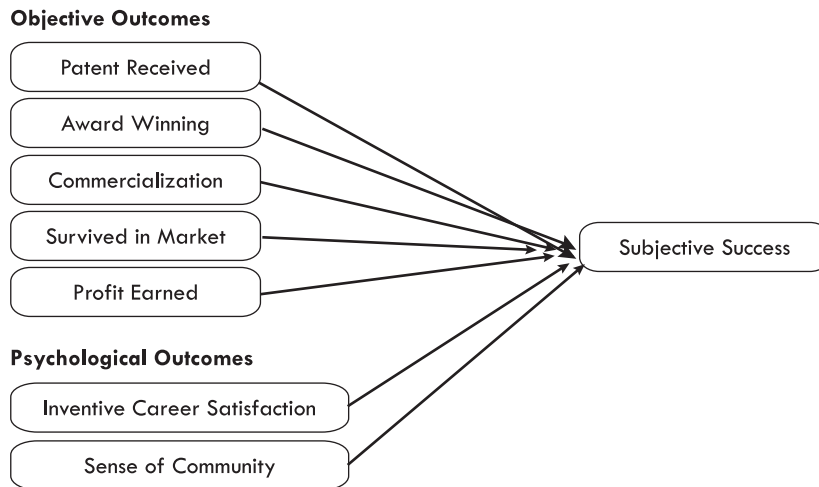 Objective Outcomes
Patent Received
Award Winning
Commercialization
Survived in Market
Profit Earned
Subjective Success
Psychological Outcomes
Inventive Career Satisfaction
Sense of Community